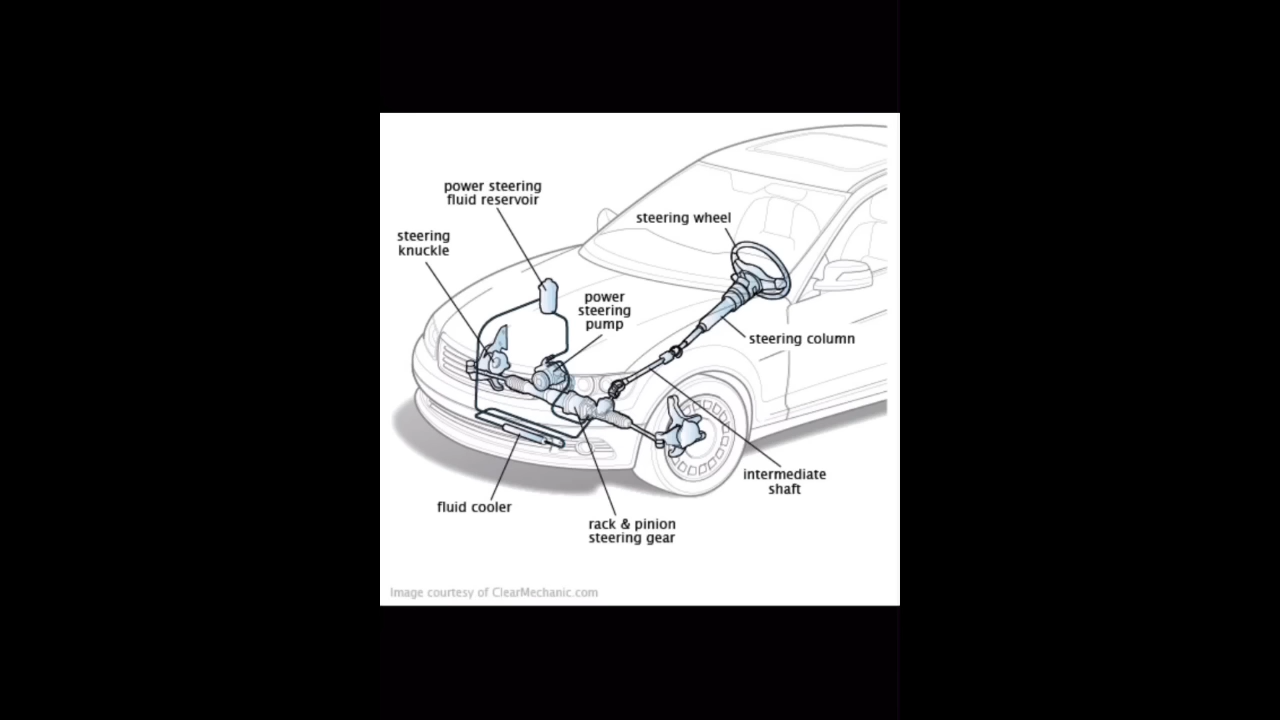 power steering
fluid reservoir
steering wheel
steering
knuckle
power
steering
pump
steering column
intermediate
shaft
fluid cooler
rack & pinion
steering gear
Image courtesy of ClearMechanic.com